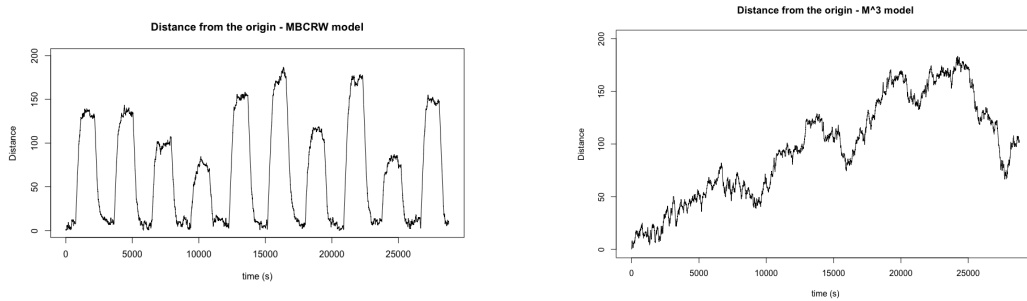 Distance from the origin - MBCRW model
Distance
200
150
100
50
0
0 5000 10000 15000 20000 25000
time (s)
Distance from the origin - M^3 model
Distance
200
150
100
50
0
0 5000 10000 15000 20000 25000
time (s)